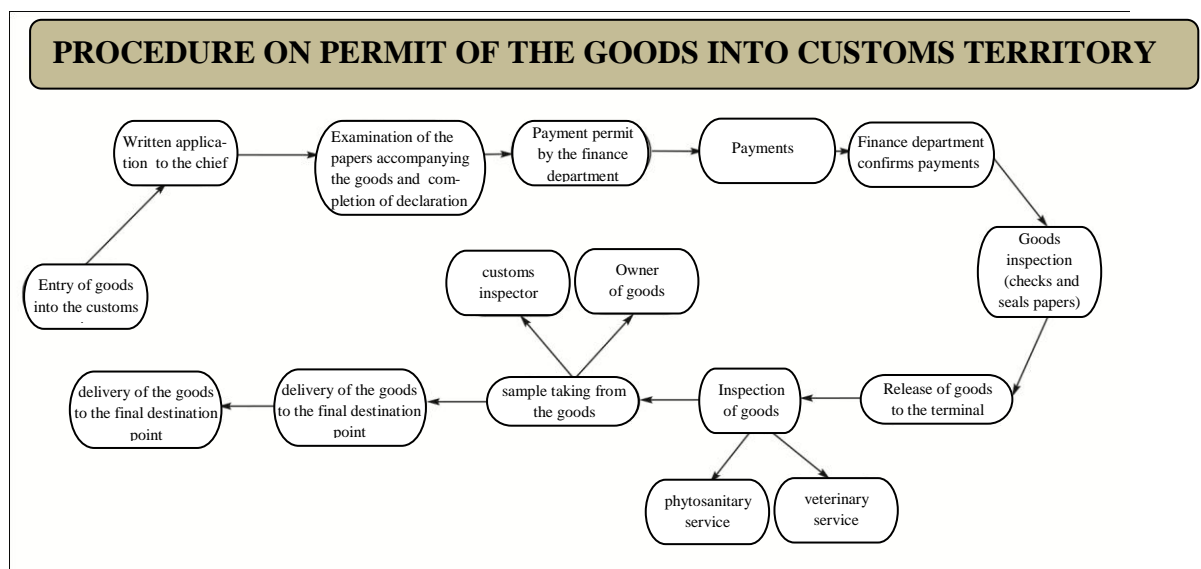 PROCEDURE ON PERMIT OF THE GOODS INTO CUSTOMS TERRITORY
Written applica-
tion to the chief
Examination of the
papers accompanying
the goods and com-
pletion of declaration
Payment permit
by the finance
department
Payments
Finance department
confirms payments
Entry of goods
into the customs
Goods
inspection
(checks and
seals papers)
customs
inspector
Owner
of goods
delivery of the goods
to the final destination
point
delivery of the goods
to the final destination
point
sample taking from
the goods
Inspection
of goods
Release of goods
to the terminal
phytosanitary
service
veterinary
service